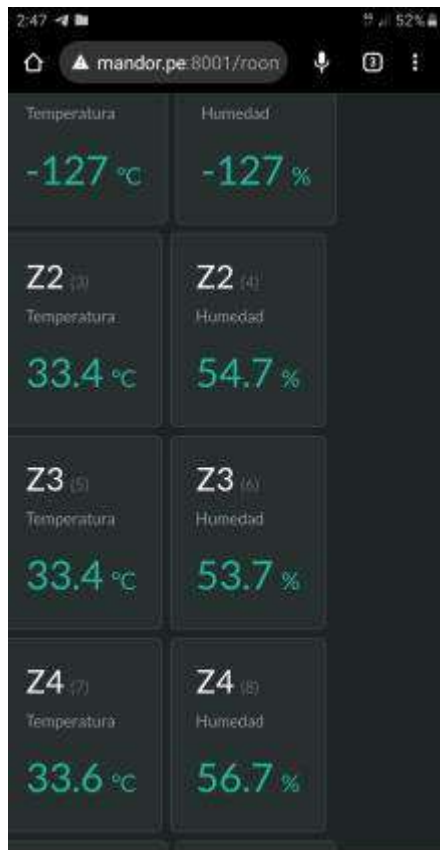 2:47 52%
mandor.pe:8001/room 3
Temperatura Humedad
-127 °C -127 %
Z2 (3) Z2 (4)
Temperatura Humedad
33.4 °C 54.7 %
Z3 (5) Z3 (6)
Temperatura Humedad
33.4 °C 53.7 %
Z4 (7) Z4 (8)
Temperatura Humedad
33.6 °C 56.7 %